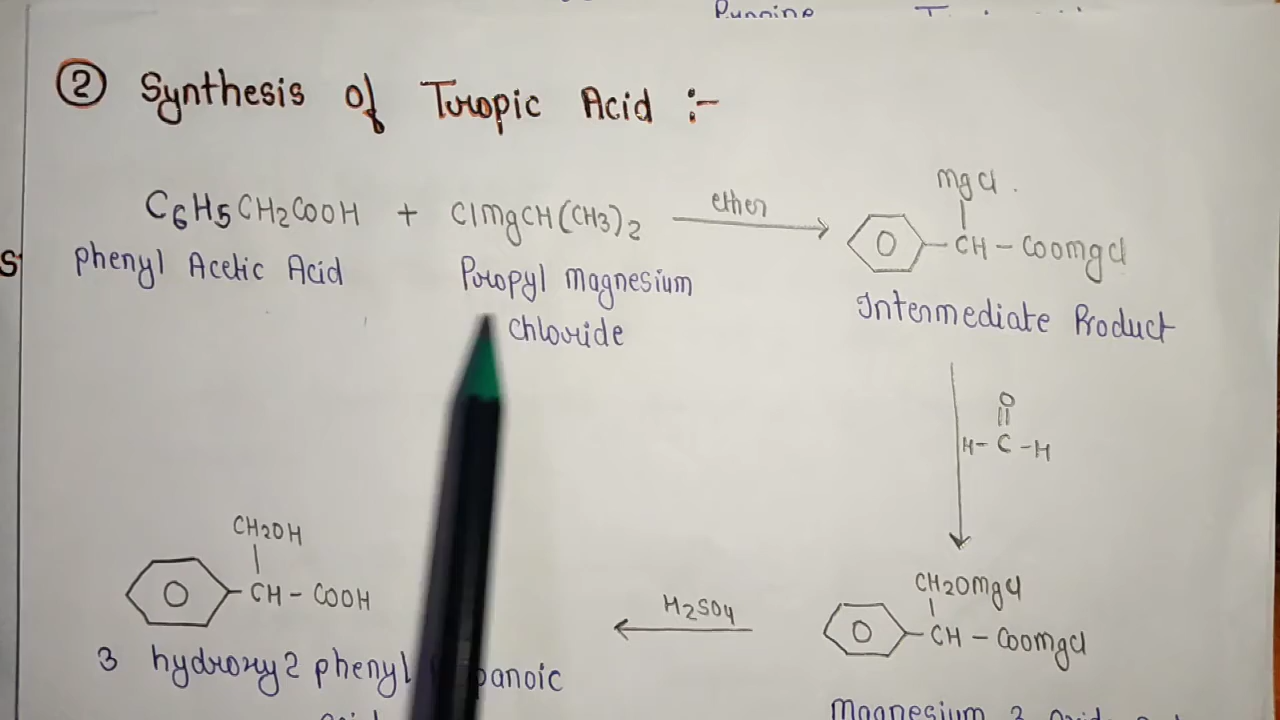 ② Synthesis of Tropic Acid :-
C6H5CH2COOH + ClMgCH(CH3)2 ether
MgCl .
CH - COOMgCl
Phenyl Acetic Acid
Propyl Magnesium Chloride
Intermediate Product
O
H - C - H
CH2OMgCl
CH - COOMgCl
H2SO4
CH2OH
CH - COOH
3 hydroxy 2 phenyl